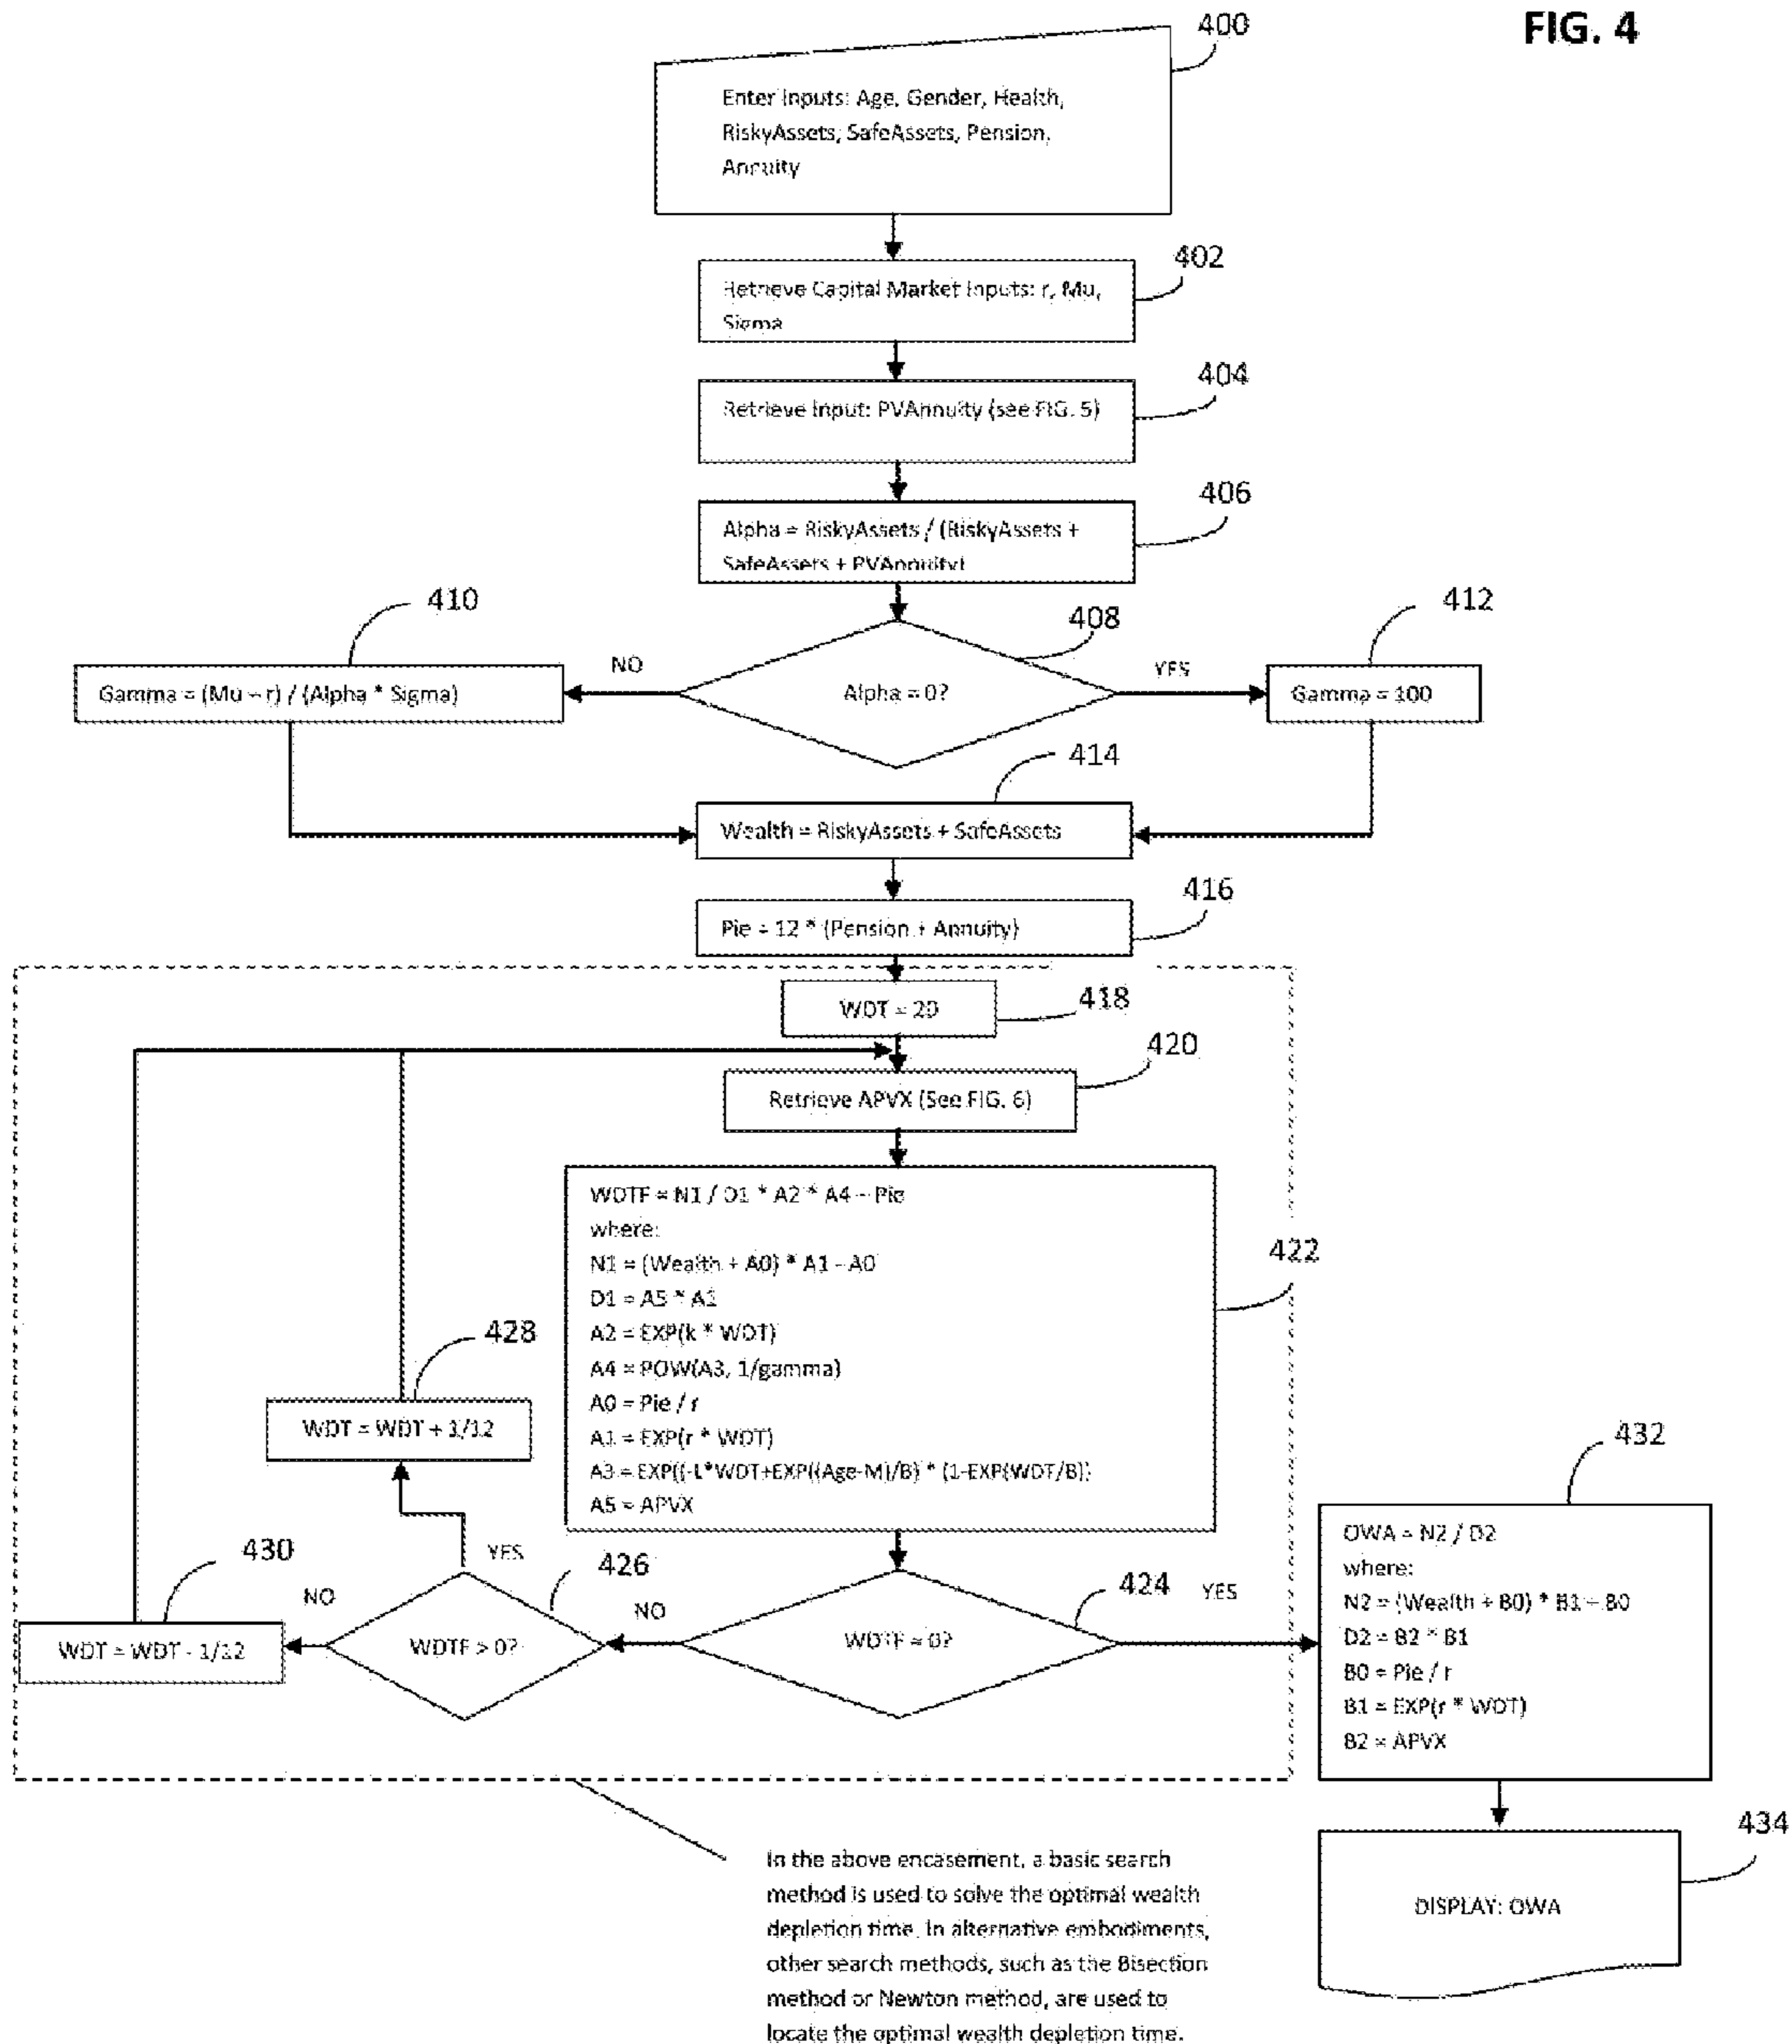 FIG. 4
400
Enter Inputs: Age, Gender, Health,
RiskyAssets, SafeAssets, Pension,
Annuity
402
Retrieve Capital Market Inputs: r, Mu,
Sigma
404
Retrieve Input: PVAnnuity (see FIG. 5)
406
Alpha = RiskyAssets / (RiskyAssets +
SafeAssets + PVAnnuity)
410
408
412
NO
YES
Gamma = (Mu – r) / (Alpha * Sigma)
Alpha = 0?
Gamma = 100
414
Wealth = RiskyAssets + SafeAssets
416
Pie = 12 * (Pension + Annuity)
418
WDT = 20
420
Retrieve APVX (See FIG. 6)
422
WDTF = N1 / D1 * A2 * A4 – Pie
where:
N1 = (Wealth + A0) * A1 – A0
D1 = A5 * A1
A2 = EXP(k * WDT)
A4 = POW(A3, 1/gamma)
A0 = Pie / r
A1 = EXP(r * WDT)
A3 = EXP((-L*WDT+EXP((Age-M)/B) * (1-EXP(WDT/B))
A5 = APVX
428
WDT = WDT + 1/12
430
YES
426
NO
NO
424
YES
WDT = WDT - 1/12
WDTF > 0?
WDTF = 0?
432
OWA = N2 / D2
where:
N2 = (Wealth + B0) * B1 – B0
D2 = B2 * B1
B0 = Pie / r
B1 = EXP(r * WDT)
B2 = APVX
434
DISPLAY: OWA
In the above encasement, a basic search
method is used to solve the optimal wealth
depletion time. In alternative embodiments,
other search methods, such as the Bisection
method or Newton method, are used to
locate the optimal wealth depletion time.